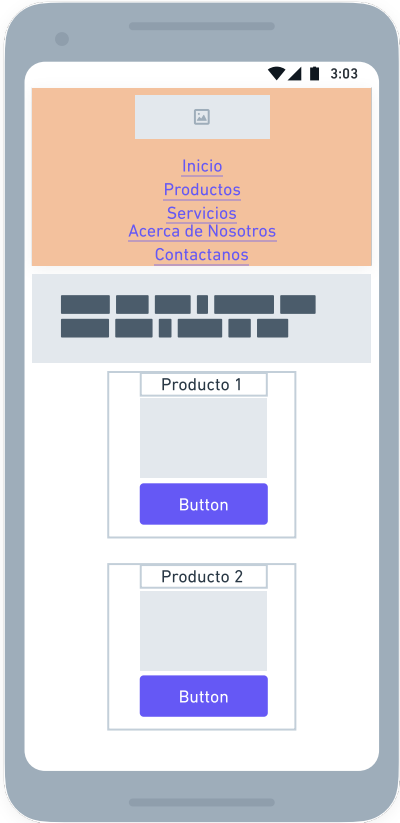 3:03
Inicio
Productos
Servicios
Acerca de Nosotros
Contactanos
Producto 1
Button
Producto 2
Button